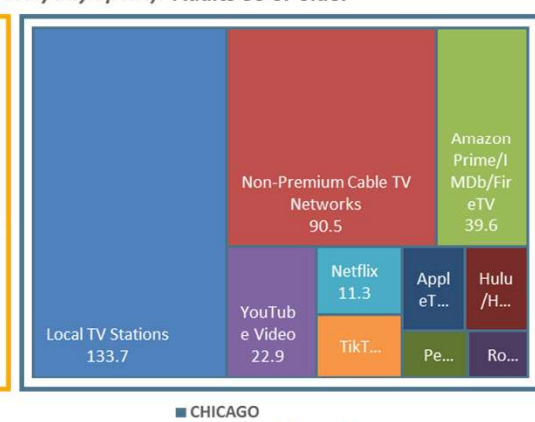 Adults 35 or older
Local TV Stations
133.7
Non-Premium Cable TV
Networks
90.5
Amazon
Prime/I
MDb/Fir
eTV
39.6
YouTub
e Video
22.9
Netflix
11.3
TikT...
Appl
eT...
Hulu
/H...
Pe...
Ro...
CHICAGO